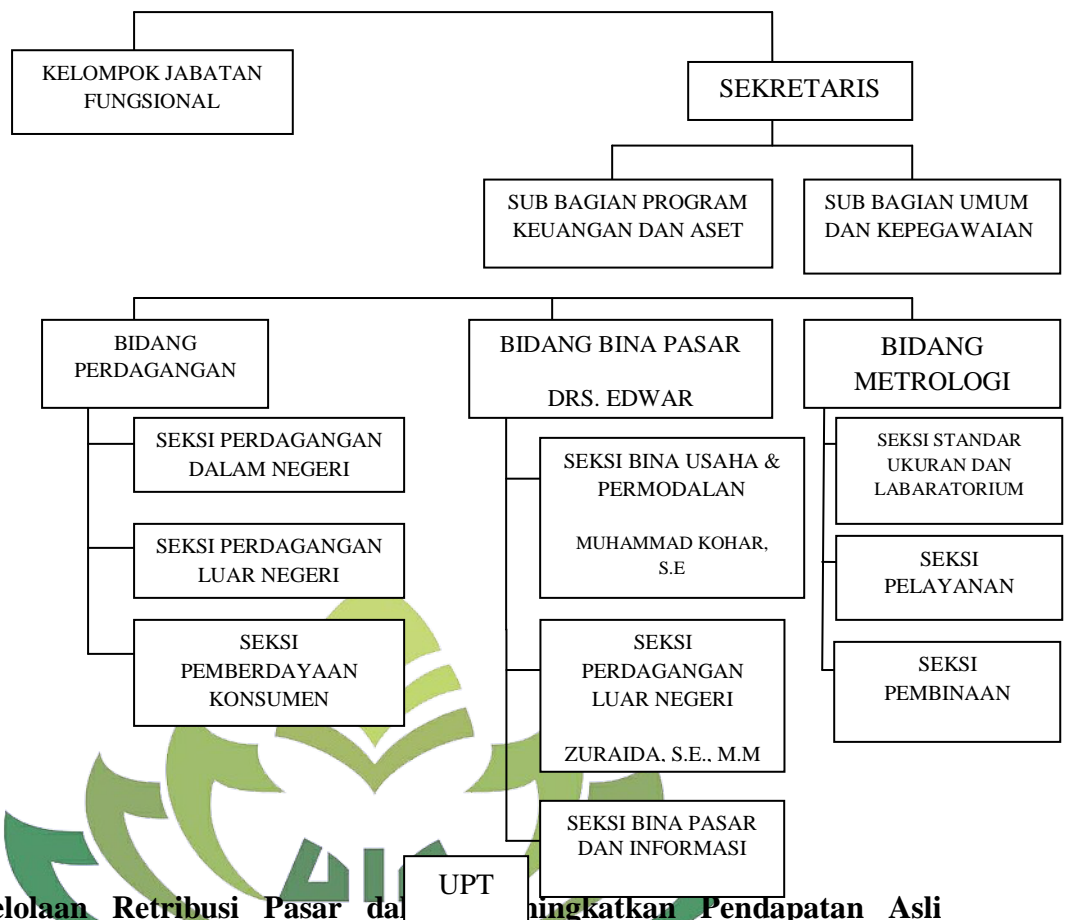 KELOMPOK JABATAN
FUNGSIONAL
SEKRETARIS
SUB BAGIAN PROGRAM
KEUANGAN DAN ASET
SUB BAGIAN UMUM
DAN KEPEGAWAIAN
BIDANG
PERDAGANGAN
SEKSI PERDAGANGAN
DALAM NEGERI
SEKSI PERDAGANGAN
LUAR NEGERI
SEKSI
PEMBERDAYAAN
KONSUMEN
BIDANG BINA PASAR
DRS. EDWAR
SEKSI BINA USAHA &
PERMODALAN
MUHAMMAD KOHAR,
S.E
SEKSI
PERDAGANGAN
LUAR NEGERI
ZURAIDA, S.E., M.M
SEKSI BINA PASAR
DAN INFORMASI
BIDANG
METROLOGI
SEKSI STANDAR
UKURAN DAN
LABARATORIUM
SEKSI
PELAYANAN
SEKSI
PEMBINAAN
UPT
Retribusi Pasar Pendapatan Asli